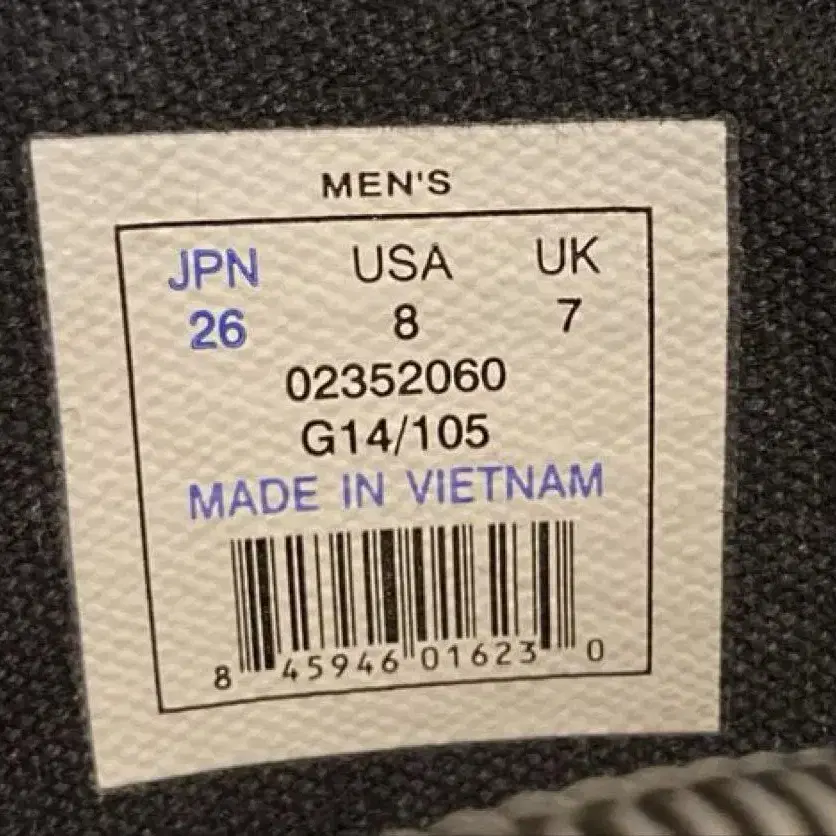 MEN'S
JPN USA UK
26 8 7
02352060
G14/105
MADE IN VIETNAM
8 45946 01623 0